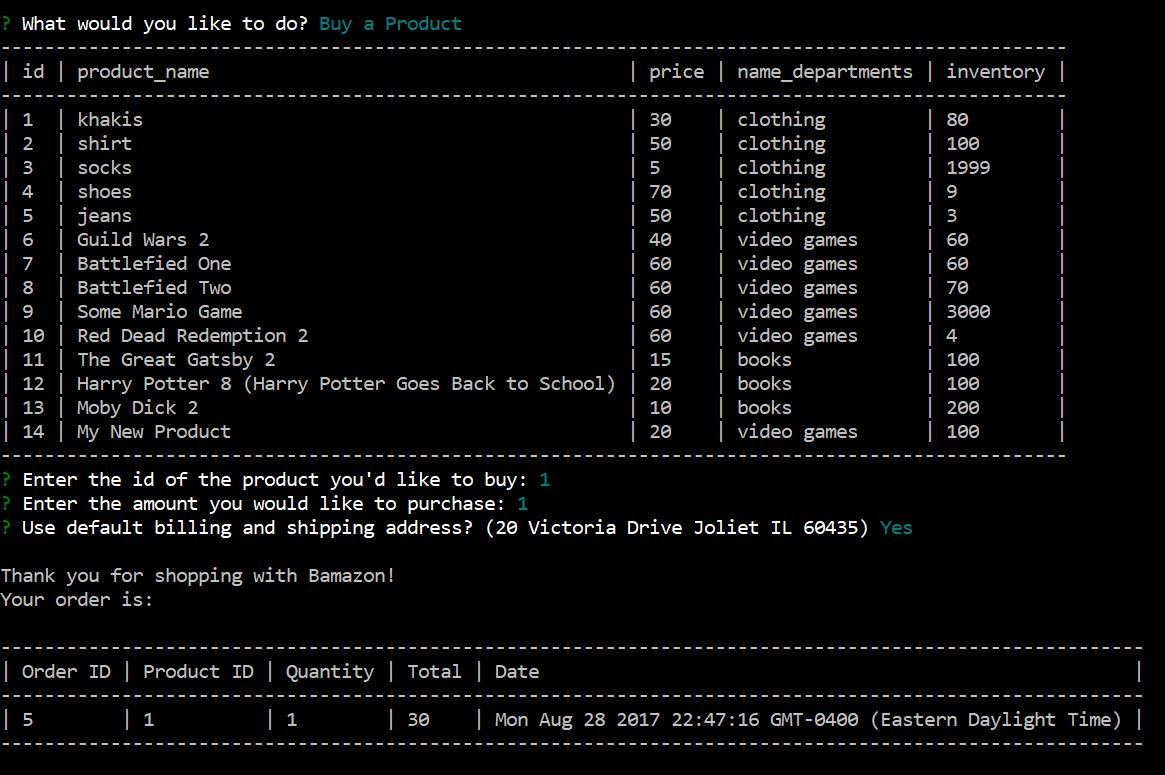 ? What would you like to do? Buy a Product
| id | product_name | price | name_departments | inventory |
| 1 | khakis | 30 | clothing | 80 |
| 2 | shirt | 50 | clothing | 100 |
| 3 | socks | 5 | clothing | 1999 |
| 4 | shoes | 70 | clothing | 9 |
| 5 | jeans | 50 | clothing | 3 |
| 6 | Guild Wars 2 | 40 | video games | 60 |
| 7 | Battlefied One | 60 | video games | 60 |
| 8 | Battlefied Two | 60 | video games | 70 |
| 9 | Some Mario Game | 60 | video games | 3000 |
| 10 | Red Dead Redemption 2 | 60 | video games | 4 |
| 11 | The Great Gatsby 2 | 15 | books | 100 |
| 12 | Harry Potter 8 (Harry Potter Goes Back to School) | 20 | books | 100 |
| 13 | Moby Dick 2 | 10 | books | 200 |
| 14 | My New Product | 20 | video games | 100 |
? Enter the id of the product you'd like to buy: 1
? Enter the amount you would like to purchase: 1
? Use default billing and shipping address? (20 Victoria Drive Joliet IL 60435) Yes
Thank you for shopping with Bamazon!
Your order is:
| Order ID | Product ID | Quantity | Total | Date |
| 5 | 1 | 1 | 30 | Mon Aug 28 2017 22:47:16 GMT-0400 (Eastern Daylight Time) |